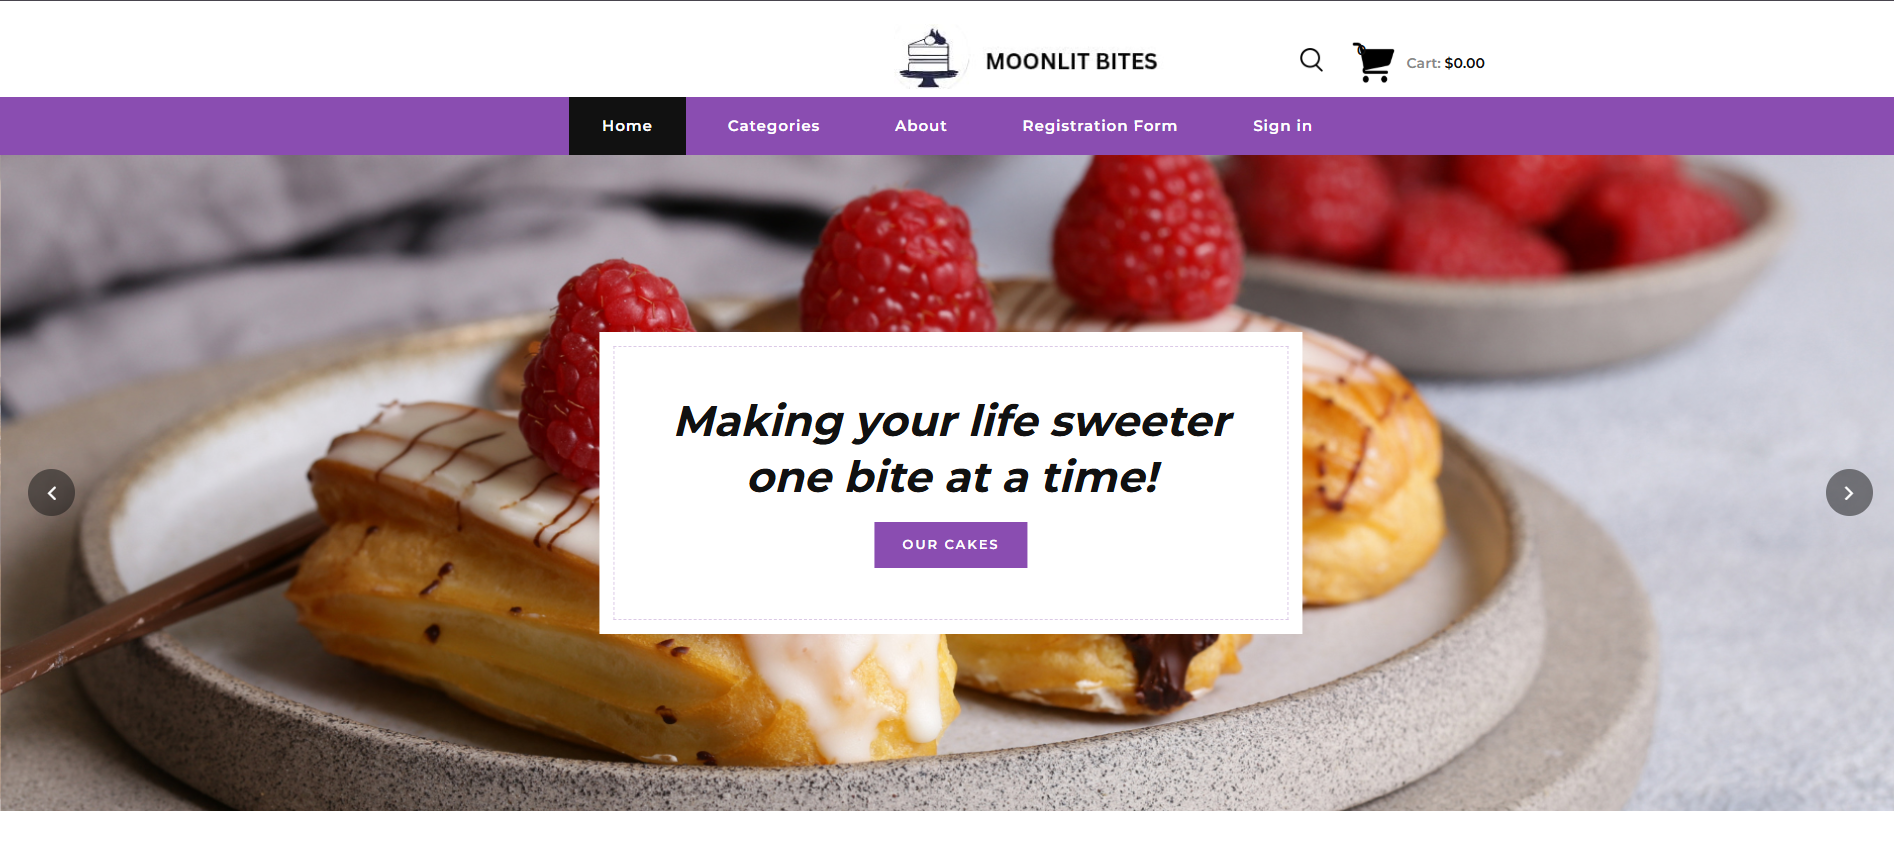 MOONLIT BITES
Cart: $0.00
Home Categories About Registration Form Sign in
Making your life sweeter
one bite at a time!
OUR CAKES